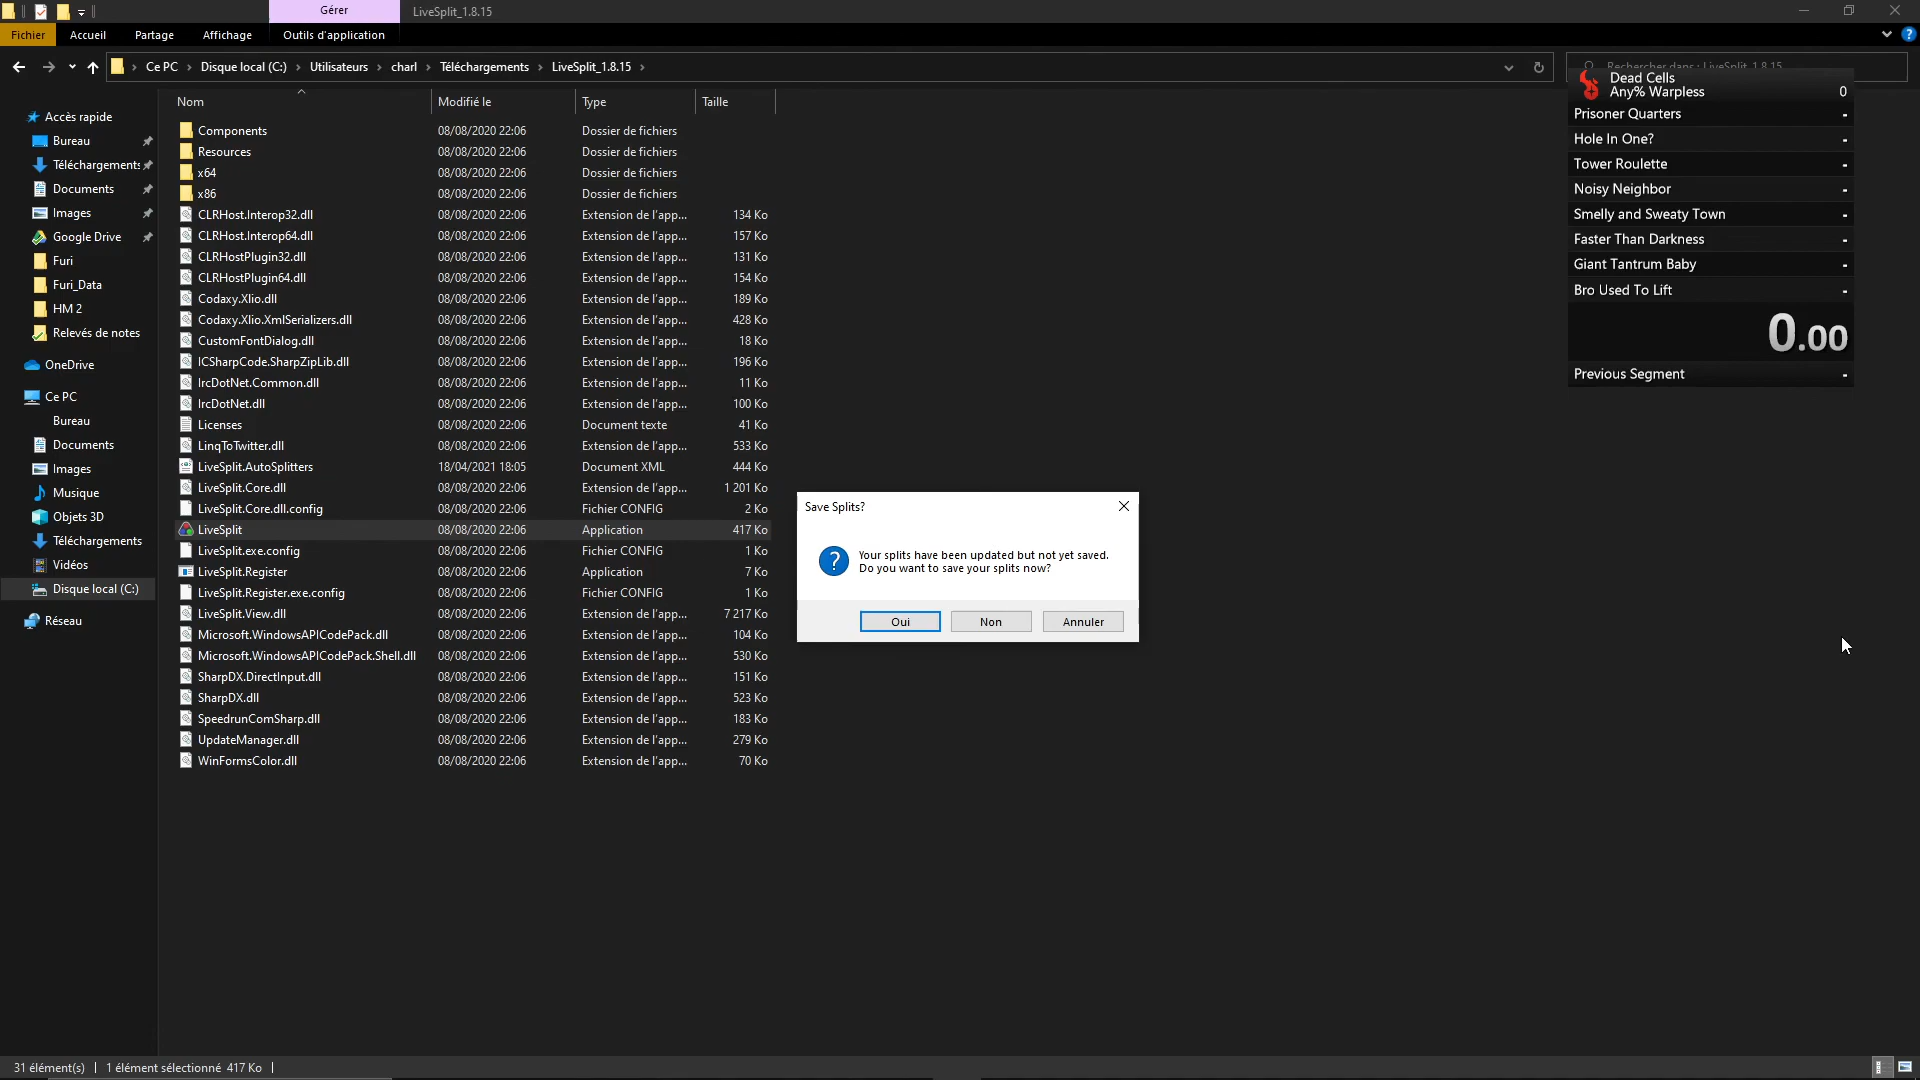 Gérer
LiveSplit_1.8.15
Fichier
Accueil
Partage
Affichage
Outils d'application
Ce PC
Disque local (C:)
Utilisateurs
charl
Téléchargements
LiveSplit_1.8.15
Rechercher dans : LiveSplit_1.8.15
Nom
Modifié le
Type
Taille
Accès rapide
Bureau
Téléchargements
Documents
Images
Google Drive
Furi
Furi_Data
HM 2
Relevés de notes
OneDrive
Ce PC
Bureau
Documents
Images
Musique
Objets 3D
Téléchargements
Vidéos
Disque local (C:)
Réseau
Components 08/08/2020 22:06 Dossier de fichiers
Resources 08/08/2020 22:06 Dossier de fichiers
x64 08/08/2020 22:06 Dossier de fichiers
x86 08/08/2020 22:06 Dossier de fichiers
CLRHost.Interop32.dll 08/08/2020 22:06 Extension de l'app... 134 Ko
CLRHost.Interop64.dll 08/08/2020 22:06 Extension de l'app... 157 Ko
CLRHostPlugin32.dll 08/08/2020 22:06 Extension de l'app... 131 Ko
CLRHostPlugin64.dll 08/08/2020 22:06 Extension de l'app... 154 Ko
Codaxy.Xlio.dll 08/08/2020 22:06 Extension de l'app... 189 Ko
Codaxy.Xlio.XmlSerializers.dll 08/08/2020 22:06 Extension de l'app... 428 Ko
CustomFontDialog.dll 08/08/2020 22:06 Extension de l'app... 18 Ko
ICSharpCode.SharpZipLib.dll 08/08/2020 22:06 Extension de l'app... 196 Ko
IrcDotNet.Common.dll 08/08/2020 22:06 Extension de l'app... 11 Ko
IrcDotNet.dll 08/08/2020 22:06 Extension de l'app... 100 Ko
Licenses 08/08/2020 22:06 Document texte 41 Ko
LinqToTwitter.dll 08/08/2020 22:06 Extension de l'app... 533 Ko
LiveSplit.AutoSplitters 18/04/2021 18:05 Document XML 444 Ko
LiveSplit.Core.dll 08/08/2020 22:06 Extension de l'app... 1 201 Ko
LiveSplit.Core.dll.config 08/08/2020 22:06 Fichier CONFIG 2 Ko
LiveSplit 08/08/2020 22:06 Application 417 Ko
LiveSplit.exe.config 08/08/2020 22:06 Fichier CONFIG 1 Ko
LiveSplit.Register 08/08/2020 22:06 Application 7 Ko
LiveSplit.Register.exe.config 08/08/2020 22:06 Fichier CONFIG 1 Ko
LiveSplit.View.dll 08/08/2020 22:06 Extension de l'app... 7 217 Ko
Microsoft.WindowsAPICodePack.dll 08/08/2020 22:06 Extension de l'app... 104 Ko
Microsoft.WindowsAPICodePack.Shell.dll 08/08/2020 22:06 Extension de l'app... 530 Ko
SharpDX.DirectInput.dll 08/08/2020 22:06 Extension de l'app... 151 Ko
SharpDX.dll 08/08/2020 22:06 Extension de l'app... 523 Ko
SpeedrunComSharp.dll 08/08/2020 22:06 Extension de l'app... 183 Ko
UpdateManager.dll 08/08/2020 22:06 Extension de l'app... 279 Ko
WinFormsColor.dll 08/08/2020 22:06 Extension de l'app... 70 Ko
Save Splits?
Your splits have been updated but not yet saved.
Do you want to save your splits now?
Oui
Non
Annuler
Dead Cells
Any% Warpless 0
Prisoner Quarters -
Hole In One? -
Tower Roulette -
Noisy Neighbor -
Smelly and Sweaty Town -
Faster Than Darkness -
Giant Tantrum Baby -
Bro Used To Lift -
0.00
Previous Segment -
31 élément(s)
1 élément sélectionné 417 Ko